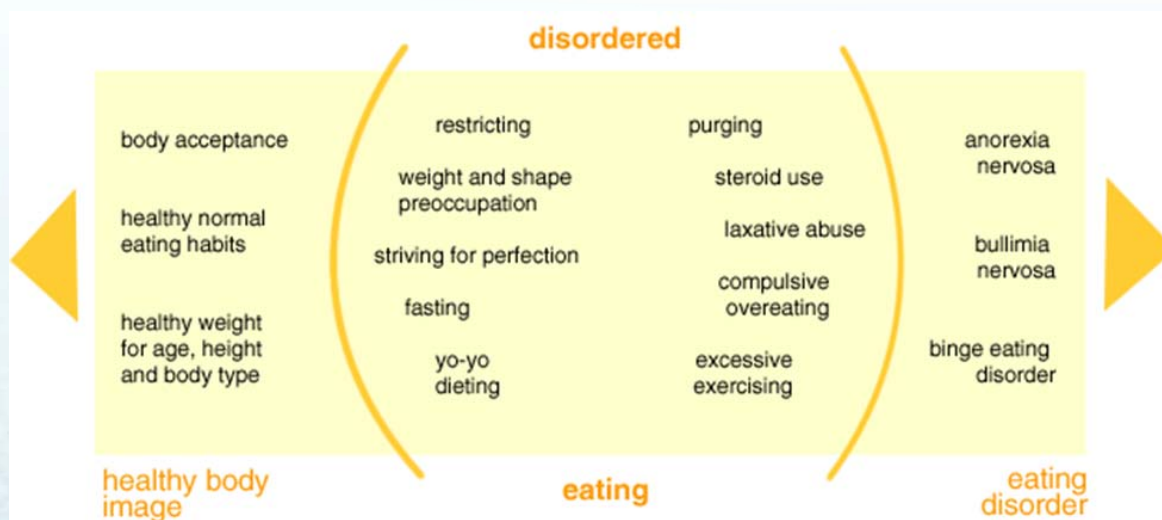 disordered
body acceptance
healthy normal
eating habits
healthy weight
for age, height
and body type
restricting
weight and shape
preoccupation
striving for perfection
fasting
yo-yo
dieting
purging
steroid use
laxative abuse
compulsive
overeating
excessive
exercising
anorexia
nervosa
bullimia
nervosa
binge eating
disorder
healthy body
image
eating
eating
disorder